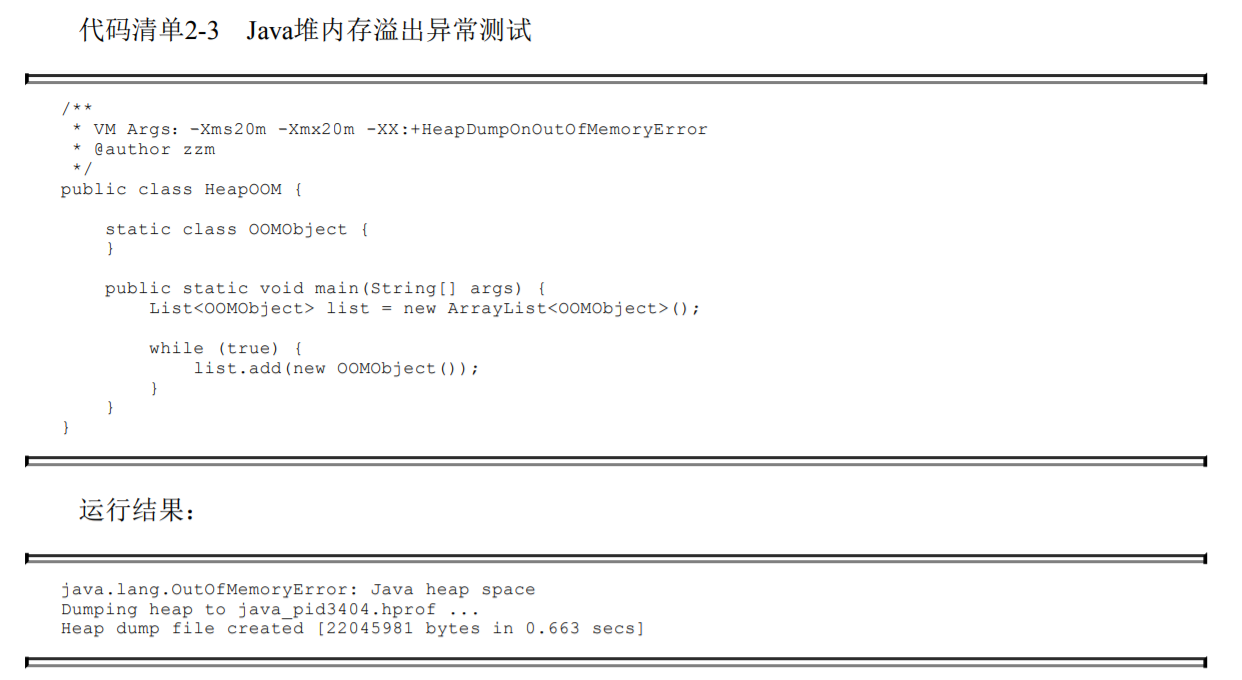 代码清单2-3 Java堆内存溢出异常测试
/**
 * VM Args: -Xms20m -Xmx20m -XX:+HeapDumpOnOutOfMemoryError
 * @author zzm
 */
public class HeapOOM {
    static class OOMObject {
    }
    public static void main(String[] args) {
        List<OOMObject> list = new ArrayList<OOMObject>();
        while (true) {
            list.add(new OOMObject());
        }
    }
}
运行结果：
java.lang.OutOfMemoryError: Java heap space
Dumping heap to java_pid3404.hprof ...
Heap dump file created [22045981 bytes in 0.663 secs]